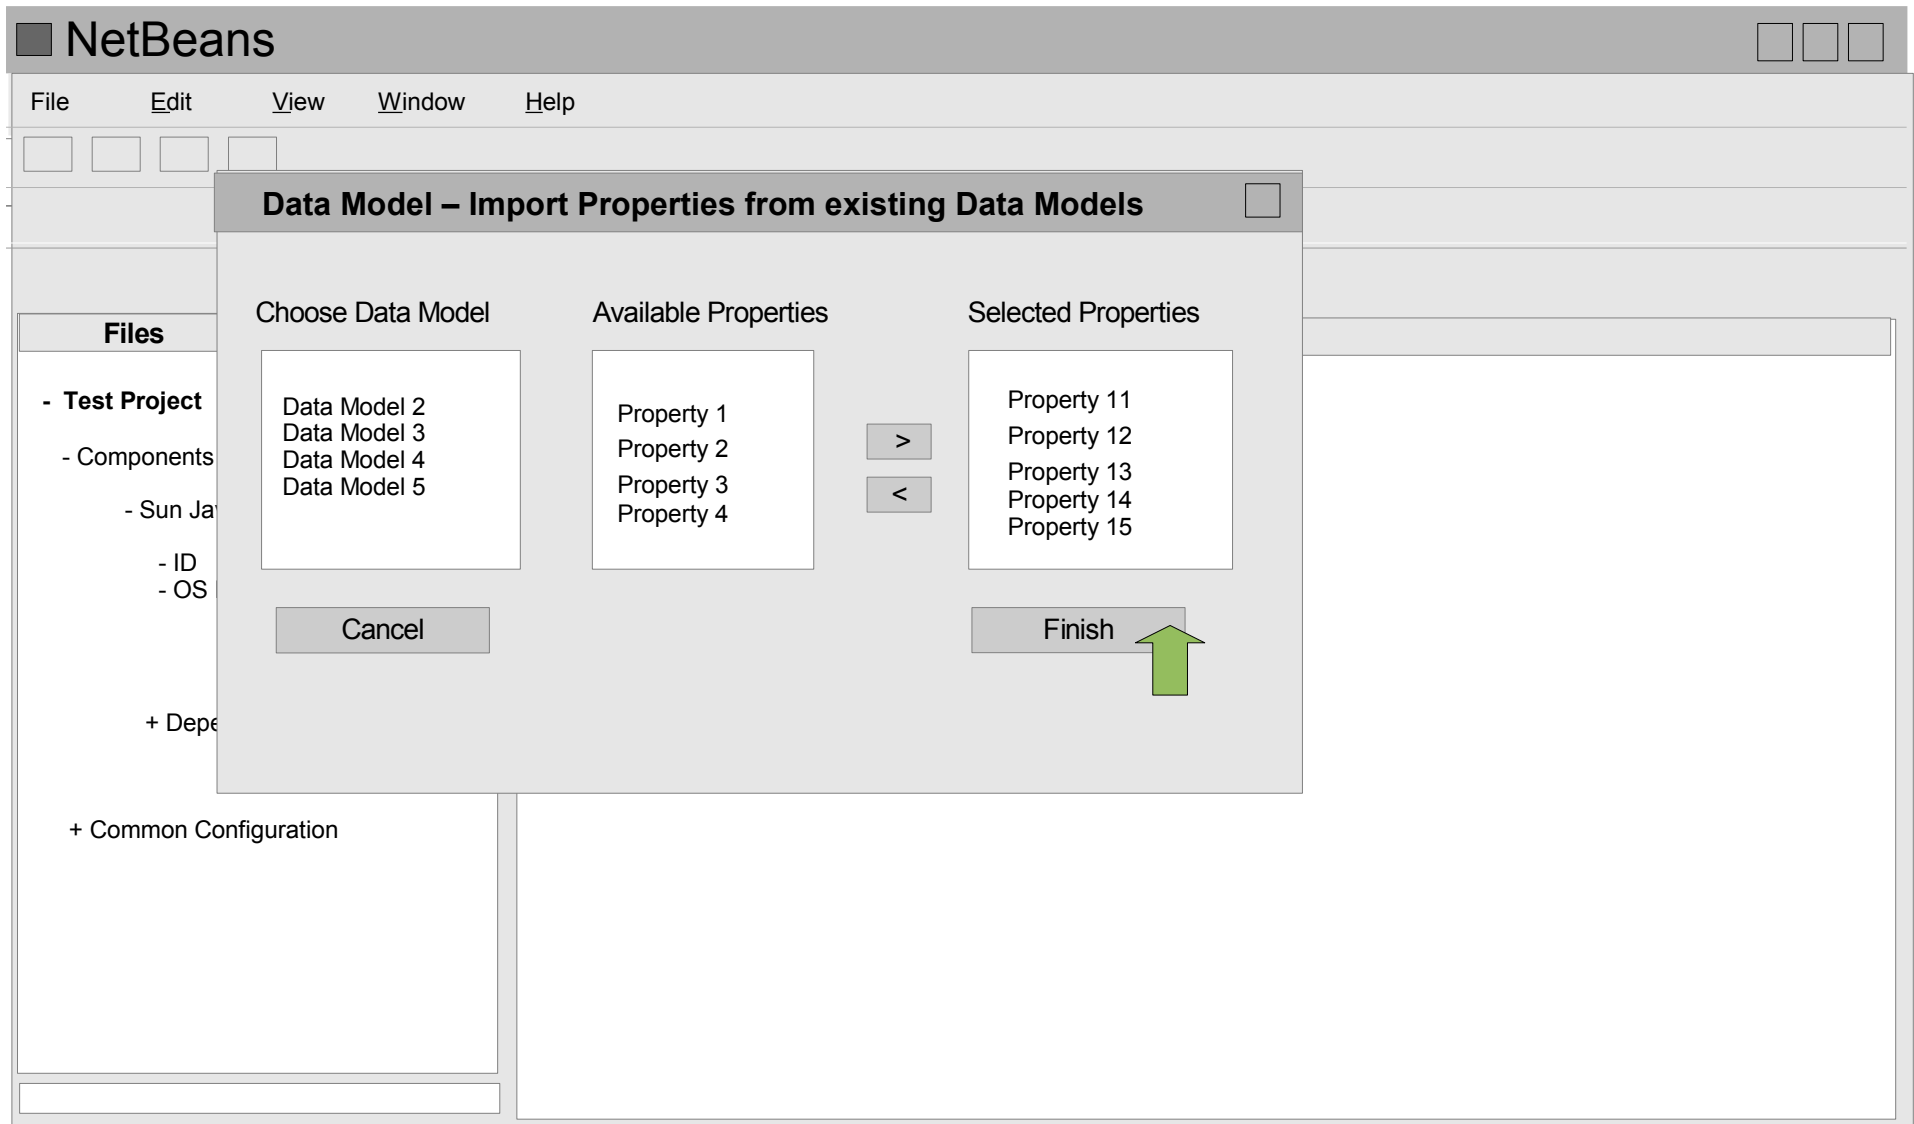 NetBeans
File Edit View Window Help
Data Model – Import Properties from existing Data Models
Choose Data Model
Data Model 2
Data Model 3
Data Model 4
Data Model 5
Available Properties
Property 1
Property 2
Property 3
Property 4
>
<
Selected Properties
Property 11
Property 12
Property 13
Property 14
Property 15
Cancel
Finish
Files
- Test Project
- Components
- Sun
- ID
- OS
+
+ Common Configuration